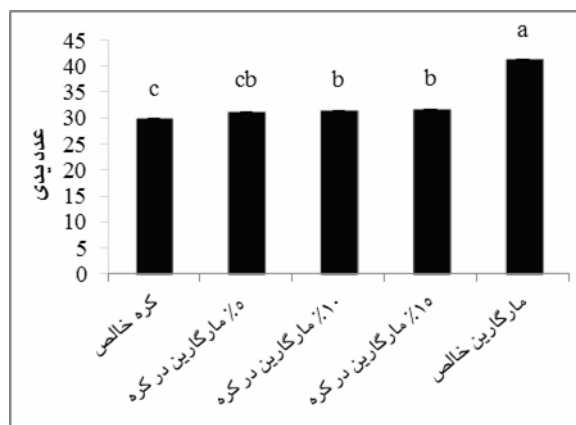 45
40
35
30
25
20
15
10
5
0
عدد یدی
c
cb
b
b
a
کره خالص
۵٪ مارگارین در کره
۱۰٪ مارگارین در کره
۱۵٪ مارگارین در کره
مارگارین خالص